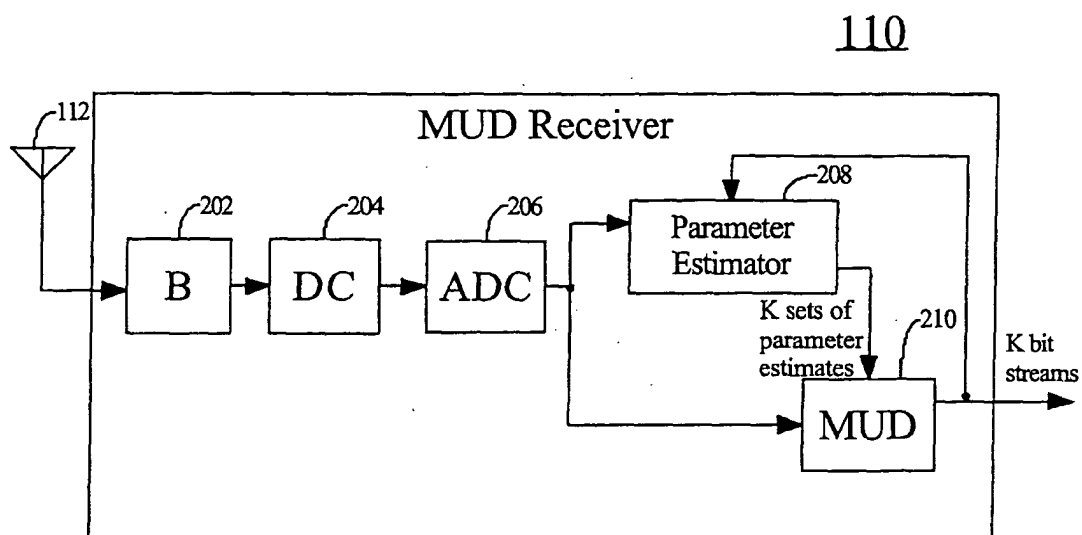 110
112
MUD Receiver
208
202
204
206
Parameter
Estimator
B
DC
ADC
K sets of
parameter
estimates
210
K bit
streams
MUD